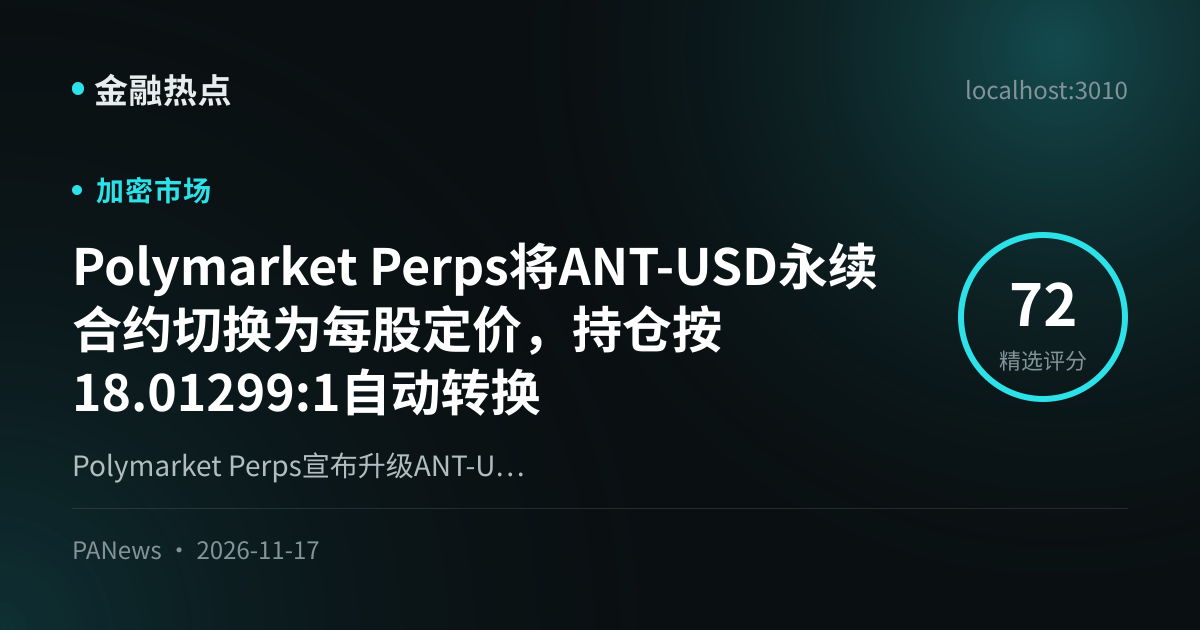 金融热点
localhost:3010
加密市场
Polymarket Perps将ANT-USD永续
合约切换为每股定价，持仓按
18.01299:1自动转换
72
精选评分
Polymarket Perps宣布升级ANT-U…
PANews • 2026-11-17